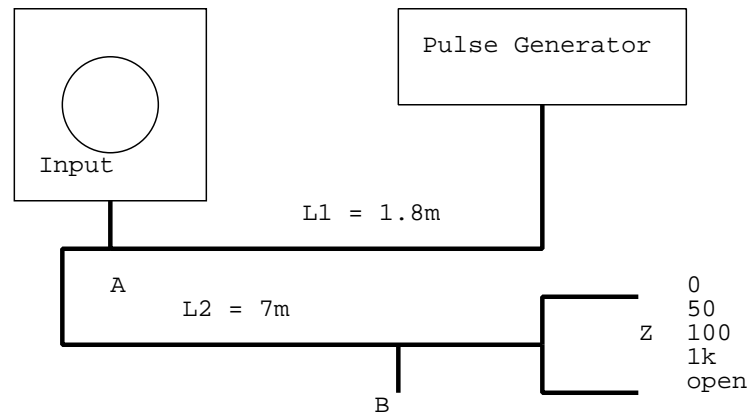 Pulse Generator
Input
L1 = 1.8m
A
L2 = 7m
0
50
Z 100
1k
open
B